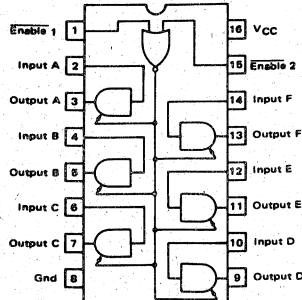 Enable 1 1
Input A 2
Output A 3
Input B 4
Output B 5
Input C 6
Output C 7
Gnd 8
16 VCC
15 Enable 2
14 Input F
13 Output F
12 Input E
11 Output E
10 Input D
9 Output D